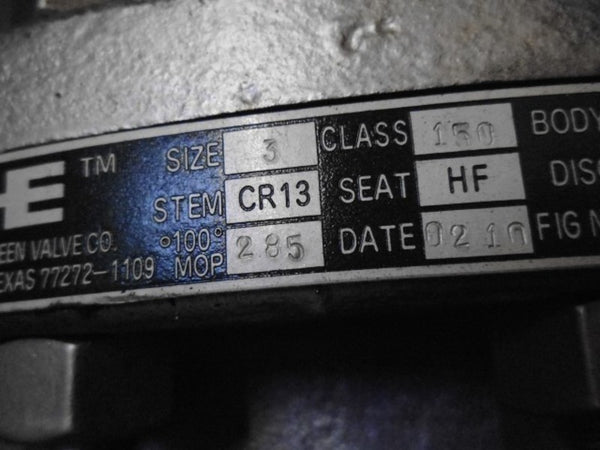 E TM SIZE 3 CLASS 150 BODY
STEM CR13 SEAT HF DISC
EEN VALVE CO. °100° 285 DATE 0210 FIG N
EXAS 77272-1109 MOP